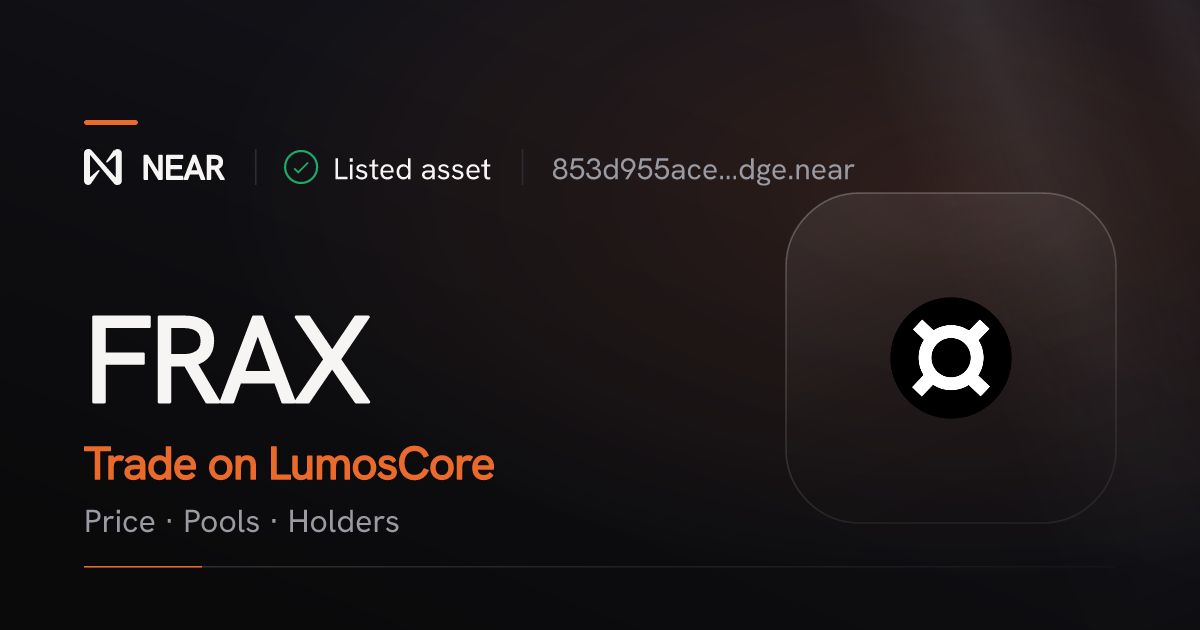 NEAR Listed asset 853d955ace...dge.near
FRAX
Trade on LumosCore
Price · Pools · Holders